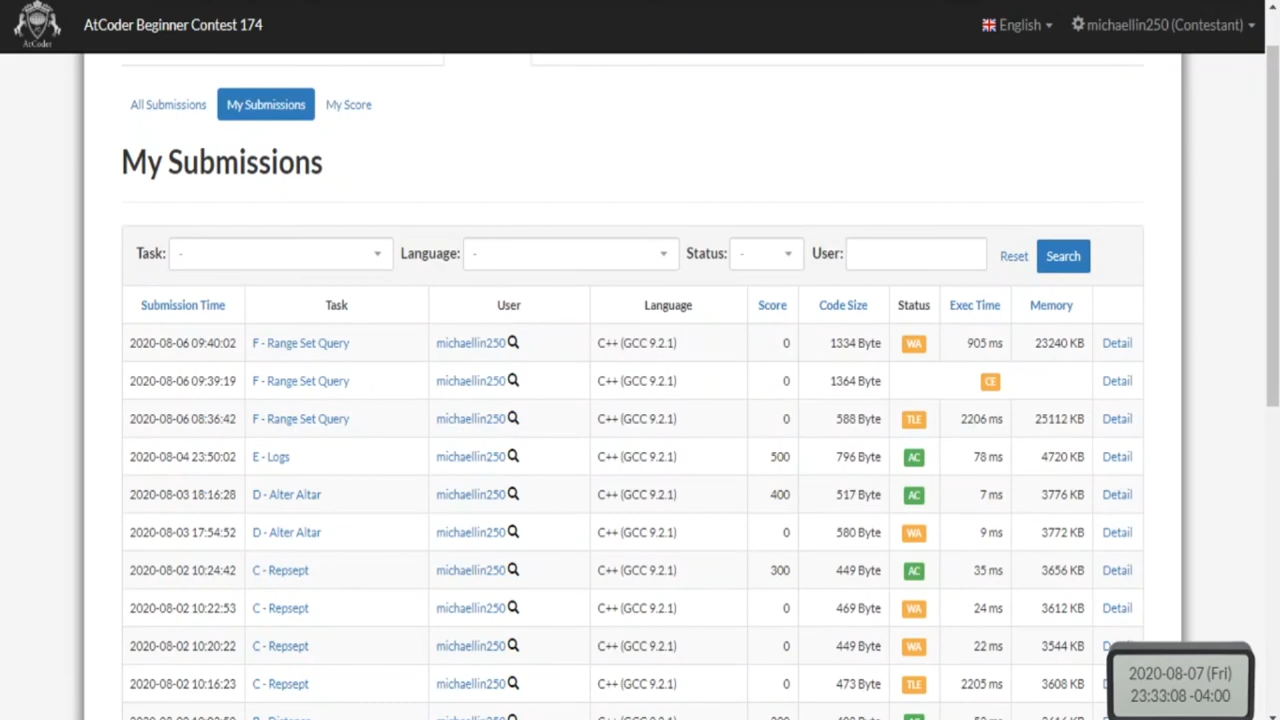 AtCoder
AtCoder Beginner Contest 174
English
michaellin250 (Contestant)
All Submissions My Submissions My Score
My Submissions
Task: - Language: - Status: - User: Reset Search
Submission Time Task User Language Score Code Size Status Exec Time Memory
2020-08-06 09:40:02 F - Range Set Query michaellin250 C++ (GCC 9.2.1) 0 1334 Byte WA 905 ms 23240 KB Detail
2020-08-06 09:39:19 F - Range Set Query michaellin250 C++ (GCC 9.2.1) 0 1364 Byte CE Detail
2020-08-06 08:36:42 F - Range Set Query michaellin250 C++ (GCC 9.2.1) 0 588 Byte TLE 2206 ms 25112 KB Detail
2020-08-04 23:50:02 E - Logs michaellin250 C++ (GCC 9.2.1) 500 796 Byte AC 78 ms 4720 KB Detail
2020-08-03 18:16:28 D - Alter Altar michaellin250 C++ (GCC 9.2.1) 400 517 Byte AC 7 ms 3776 KB Detail
2020-08-03 17:54:52 D - Alter Altar michaellin250 C++ (GCC 9.2.1) 0 580 Byte WA 9 ms 3772 KB Detail
2020-08-02 10:24:42 C - Repsept michaellin250 C++ (GCC 9.2.1) 300 449 Byte AC 35 ms 3656 KB Detail
2020-08-02 10:22:53 C - Repsept michaellin250 C++ (GCC 9.2.1) 0 469 Byte WA 24 ms 3612 KB Detail
2020-08-02 10:20:22 C - Repsept michaellin250 C++ (GCC 9.2.1) 0 449 Byte WA 22 ms 3544 KB
2020-08-02 10:16:23 C - Repsept michaellin250 C++ (GCC 9.2.1) 0 473 Byte TLE 2205 ms 3608 KB
2020-08-07 (Fri)
23:33:08 -04:00